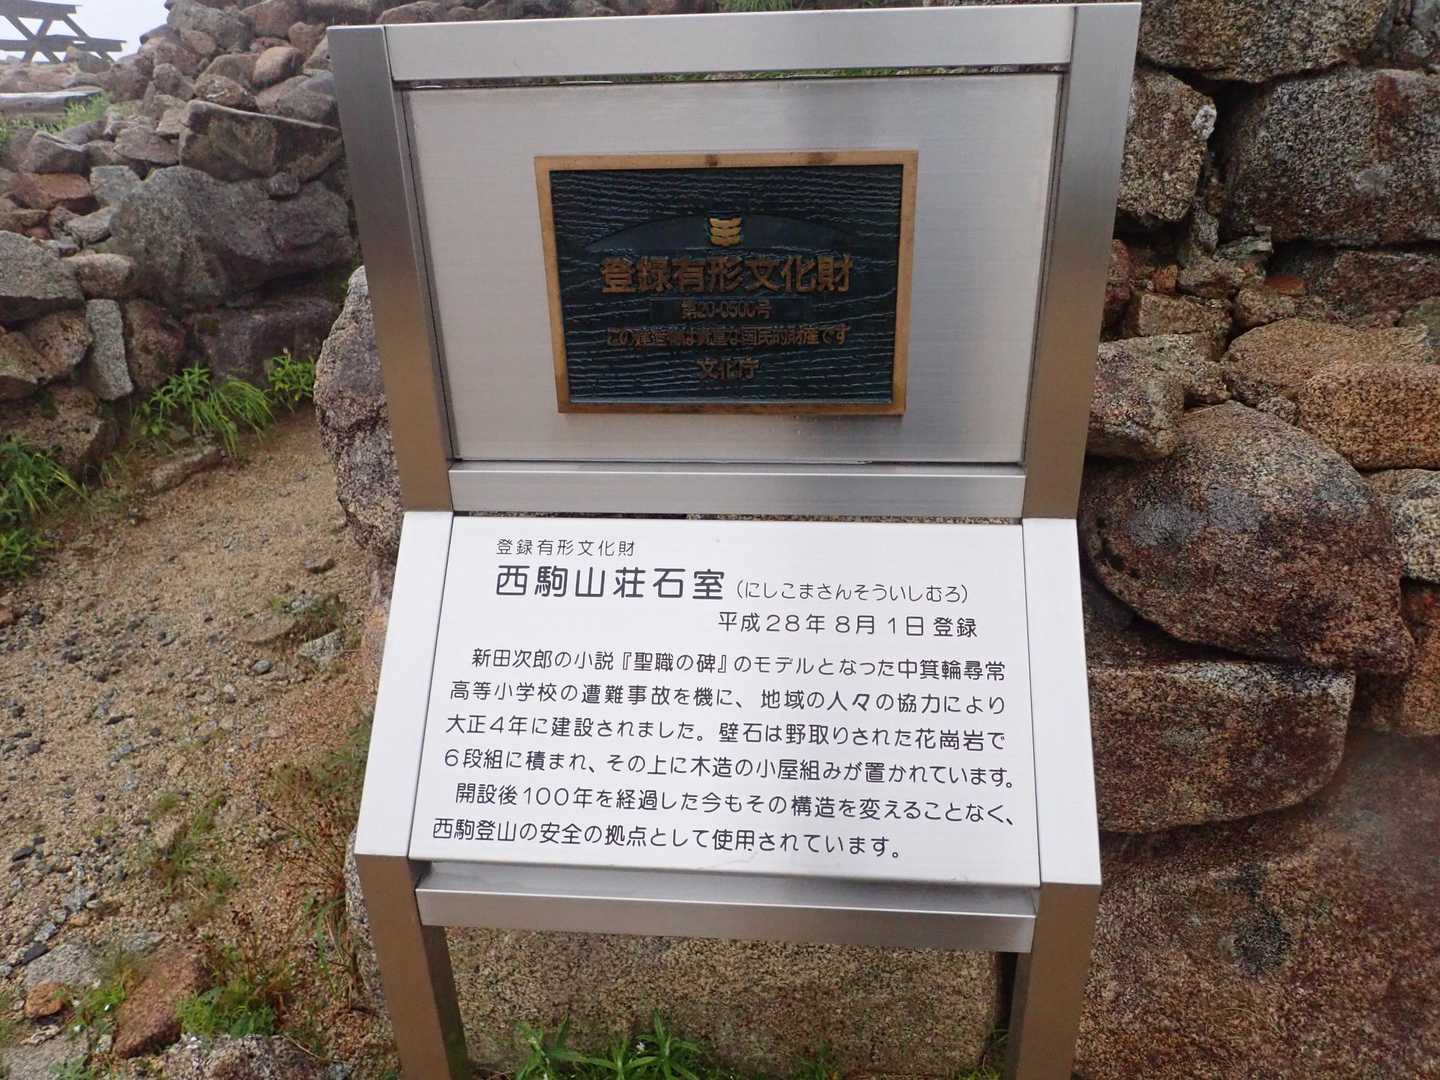 登録有形文化財
第20-0500号
この建造物は貴重な国民的財産です
文化庁
登録有形文化財
西駒山荘石室（にしこまさんそういしむろ）
平成28年8月1日登録
新田次郎の小説『聖職の碑』のモデルとなった中箕輪尋常
高等小学校の遭難事故を機に、地域の人々の協力により
大正4年に建設されました。壁石は野取りされた花崗岩で
6段組に積まれ、その上に木造の小屋組みが置かれています。
開設後100年を経過した今もその構造を変えることなく、
西駒登山の安全の拠点として使用されています。